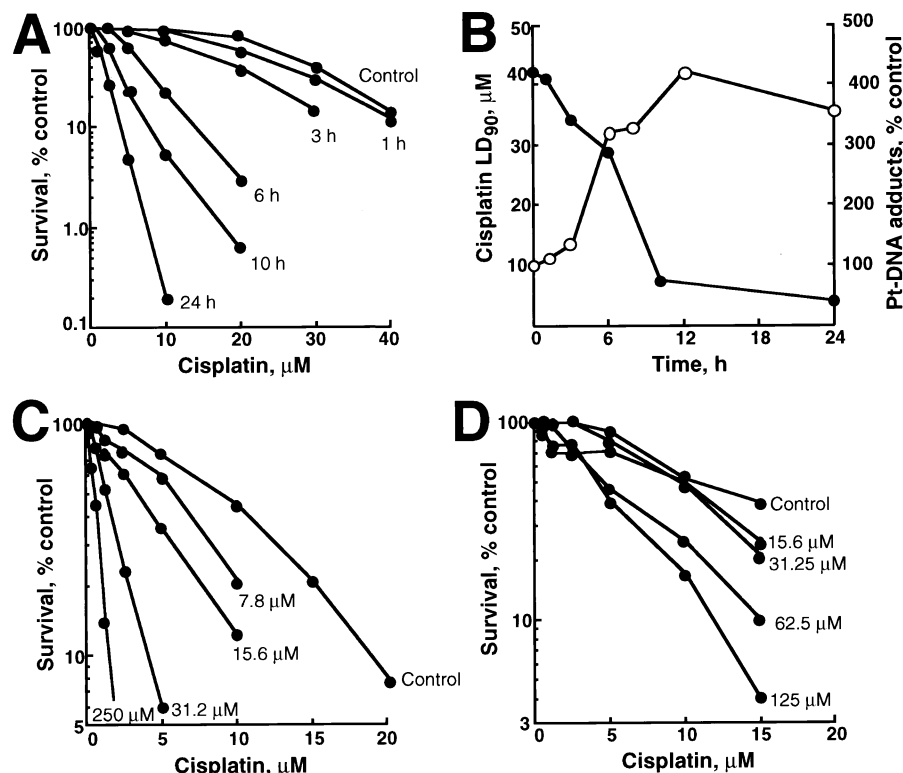 A
Survival, % control
100
10
1.0
0.1
0
10
20
30
40
Cisplatin, μM
Control
1 h
3 h
6 h
10 h
24 h
B
Cisplatin LD90, μM
50
40
30
20
10
Pt-DNA adducts, % control
500
400
300
200
100
0
6
12
18
24
Time, h
C
Survival, % control
100
10
5
0
5
10
15
20
Cisplatin, μM
7.8 μM
15.6 μM
Control
250 μM
31.2 μM
D
Survival, % control
100
10
3
0
5
10
15
20
Cisplatin, μM
Control
15.6 μM
31.25 μM
62.5 μM
125 μM